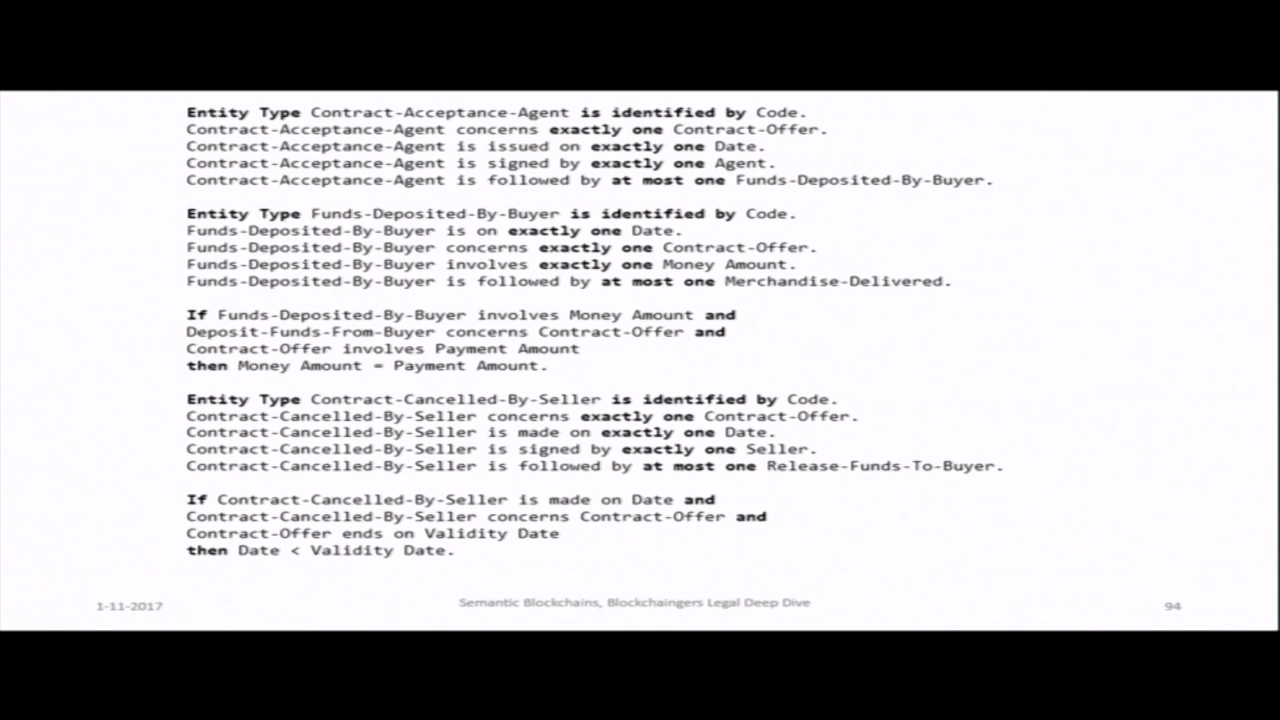 Entity Type Contract-Acceptance-Agent is identified by Code.
Contract-Acceptance-Agent concerns exactly one Contract-Offer.
Contract-Acceptance-Agent is issued on exactly one Date.
Contract-Acceptance-Agent is signed by exactly one Agent.
Contract-Acceptance-Agent is followed by at most one Funds-Deposited-By-Buyer.
Entity Type Funds-Deposited-By-Buyer is identified by Code.
Funds-Deposited-By-Buyer is on exactly one Date.
Funds-Deposited-By-Buyer concerns exactly one Contract-Offer.
Funds-Deposited-By-Buyer involves exactly one Money Amount.
Funds-Deposited-By-Buyer is followed by at most one Merchandise-Delivered.
If Funds-Deposited-By-Buyer involves Money Amount and
Deposit-Funds-From-Buyer concerns Contract-Offer and
Contract-Offer involves Payment Amount
then Money Amount = Payment Amount.
Entity Type Contract-Cancelled-By-Seller is identified by Code.
Contract-Cancelled-By-Seller concerns exactly one Contract-Offer.
Contract-Cancelled-By-Seller is made on exactly one Date.
Contract-Cancelled-By-Seller is signed by exactly one Seller.
Contract-Cancelled-By-Seller is followed by at most one Release-Funds-To-Buyer.
If Contract-Cancelled-By-Seller is made on Date and
Contract-Cancelled-By-Seller concerns Contract-Offer and
Contract-Offer ends on Validity Date
then Date < Validity Date.
1-11-2017
Semantic Blockchains, Blockchaingers Legal Deep Dive
94